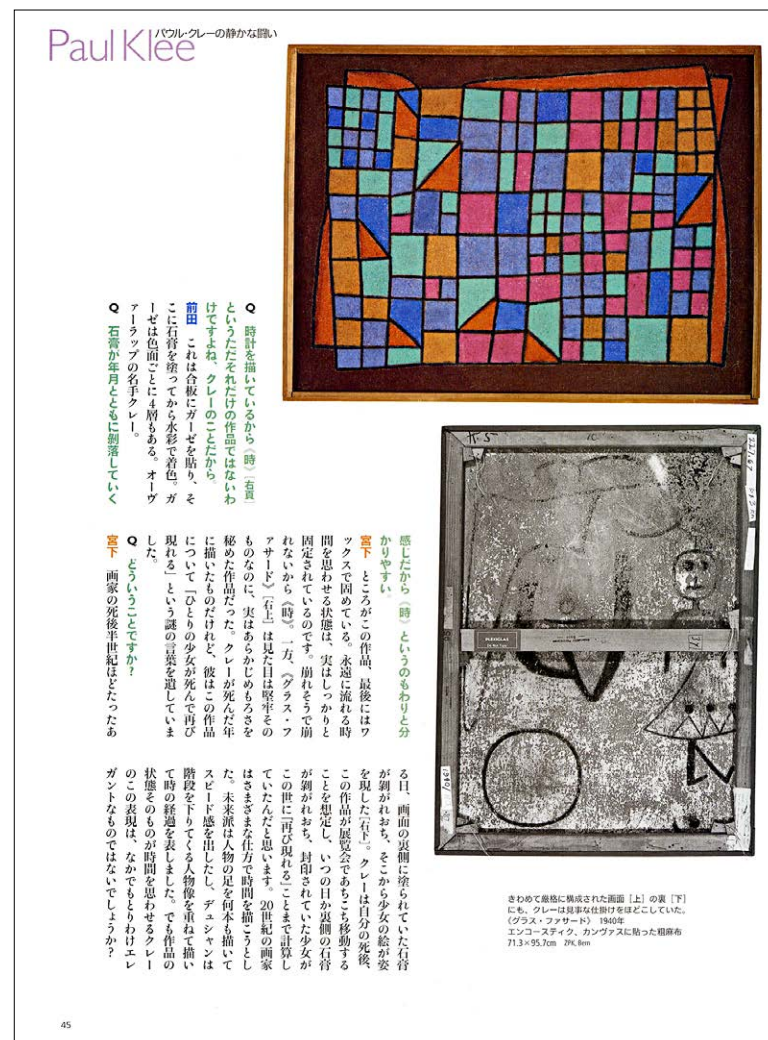 Paul Klee
パウル・クレーの静かな闘い
Q 時計を描いているから《時》[右頁]
というただそれだけの作品ではないわ
けですよね、クレーのことだから。
前田 これは合板にガーゼを貼り、そ
こに石膏を塗ってから水彩で着色。ガ
ーゼは色面ごとに4層もある。オーヴ
ァーラップの名手クレー。
Q 石膏が年月とともに剝落していく
感じだから《時》というのもわりと分
かりやすい。
宮下 ところがこの作品、最後にはワ
ックスで固めている。永遠に流れる時
間を思わせる状態は、実はしっかりと
固定されているのです。崩れそうで崩
れないから《時》。一方、《グラス・フ
ァサード》[右上]は見た目は堅牢その
ものなのに、実はあらかじめもろさを
秘めた作品だった。クレーが死んだ年
に描いたものだけれど、彼はこの作品
について「ひとりの少女が死んで再び
現れる」という謎の言葉を遺していま
した。
Q どういうことですか？
宮下 画家の死後半世紀ほどたったあ
る日、画面の裏側に塗られていた石膏
が剝がれおち、そこから少女の絵が姿
を現した[右下]。クレーは自分の死後、
この作品が展覧会であちこち移動する
ことを想定し、いつの日か裏側の石膏
が剝がれおち、封印されていた少女が
この世に「再び現れる」ことまで計算し
ていたんだと思います。20世紀の画家
はさまざまな仕方で時間を描こうとし
た。未来派は人物の足を何本も描いて
スピード感を出したし、デュシャンは
階段を下りてくる人物像を重ねて描い
て時の経過を表しました。でも作品の
状態そのものが時間を思わせるクレー
のこの表現は、なかでもとりわけエレ
ガントなものではないでしょうか？
きわめて厳格に構成された画面［上］の裏［下］
にも、クレーは見事な仕掛けをほどこしていた。
《グラス・ファサード》 1940年
エンコースティク、カンヴァスに貼った粗麻布
71.3×95.7cm ZPK, Bern
45